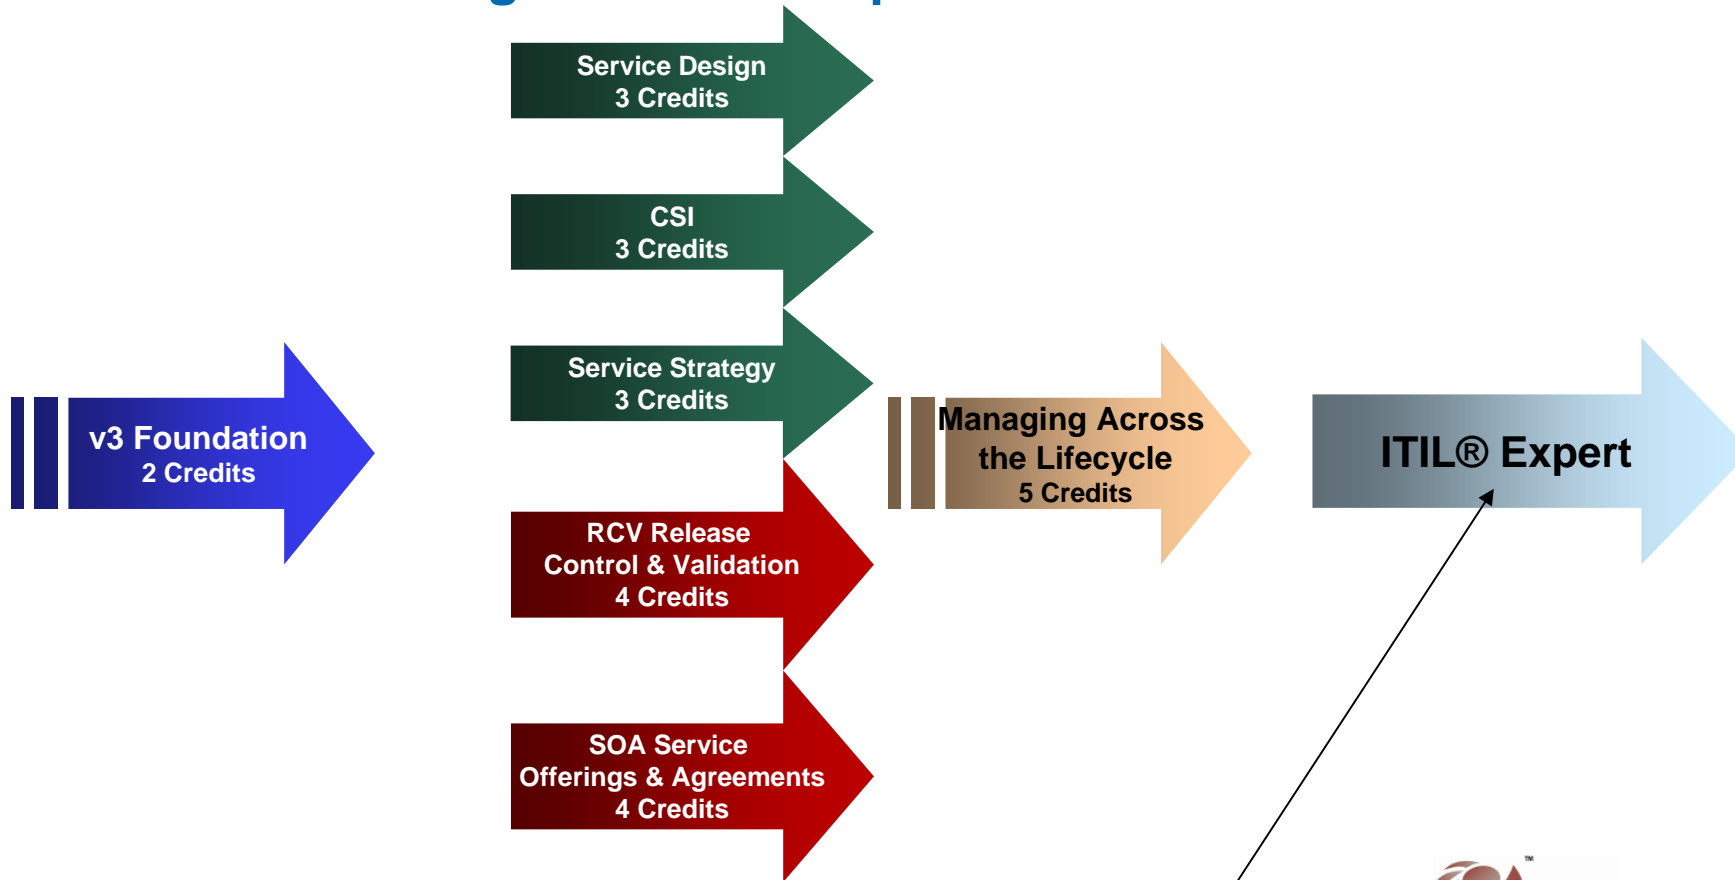 v3 Foundation
2 Credits
Service Design
3 Credits
CSI
3 Credits
Service Strategy
3 Credits
RCV Release
Control & Validation
4 Credits
SOA Service
Offerings & Agreements
4 Credits
Managing Across
the Lifecycle
5 Credits
ITIL® Expert
TM